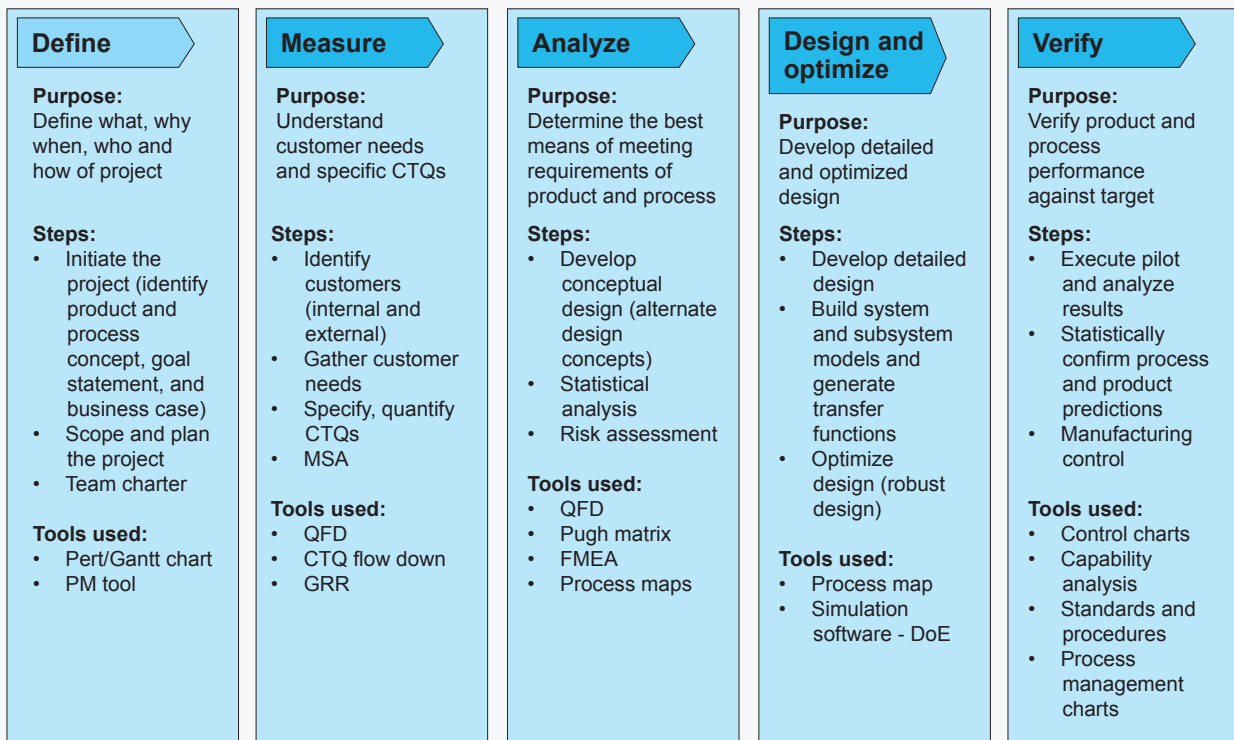 Define
Purpose:
Define what, why
when, who and
how of project
Steps:
• Initiate the
project (identify
product and
process
concept, goal
statement, and
business case)
• Scope and plan
the project
• Team charter
Tools used:
• Pert/Gantt chart
• PM tool
Measure
Purpose:
Understand
customer needs
and specific CTQs
Steps:
• Identify
customers
(internal and
external)
• Gather customer
needs
• Specify, quantify
CTQs
• MSA
Tools used:
• QFD
• CTQ flow down
• GRR
Analyze
Purpose:
Determine the best
means of meeting
requirements of
product and process
Steps:
• Develop
conceptual
design (alternate
design
concepts)
• Statistical
analysis
• Risk assessment
Tools used:
• QFD
• Pugh matrix
• FMEA
• Process maps
Design and
optimize
Purpose:
Develop detailed
and optimized
design
Steps:
• Develop detailed
design
• Build system
and subsystem
models and
generate
transfer
functions
• Optimize
design (robust
design)
Tools used:
• Process map
• Simulation
software - DoE
Verify
Purpose:
Verify product and
process
performance
against target
Steps:
• Execute pilot
and analyze
results
• Statistically
confirm process
and product
predictions
• Manufacturing
control
Tools used:
• Control charts
• Capability
analysis
• Standards and
procedures
• Process
management
charts